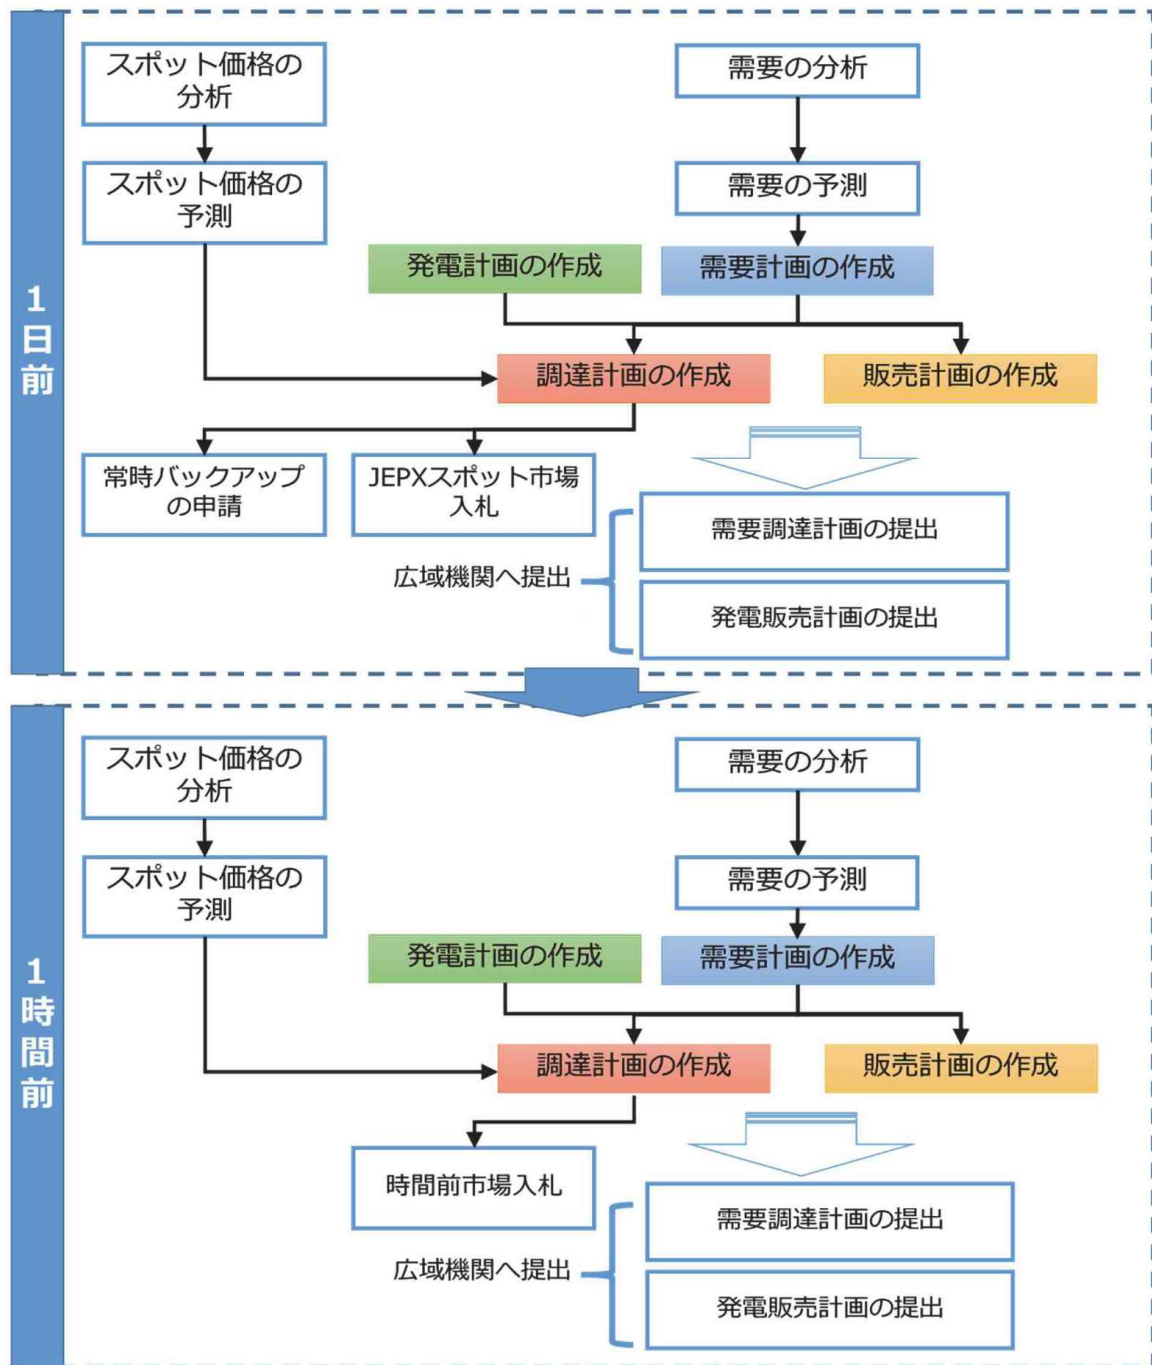 1日前
スポット価格の
分析
需要の分析
スポット価格の
予測
需要の予測
発電計画の作成
需要計画の作成
調達計画の作成
販売計画の作成
常時バックアップ
の申請
JEPXスポット市場
入札
需要調達計画の提出
広域機関へ提出
発電販売計画の提出
1時間前
スポット価格の
分析
需要の分析
スポット価格の
予測
需要の予測
発電計画の作成
需要計画の作成
調達計画の作成
販売計画の作成
時間前市場入札
需要調達計画の提出
広域機関へ提出
発電販売計画の提出